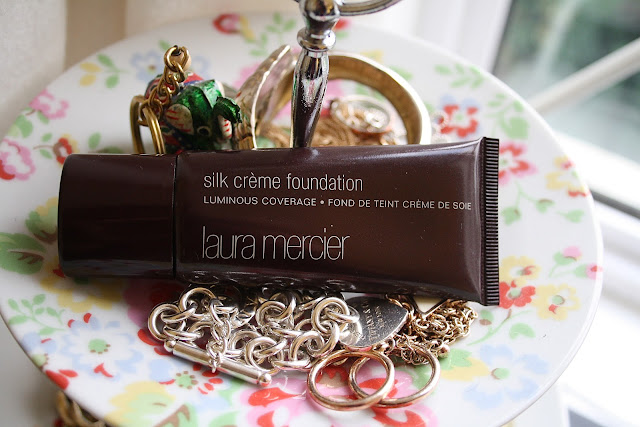 silk crème foundation
LUMINOUS COVERAGE • FOND DE TEINT CRÈME DE SOIE
laura mercier